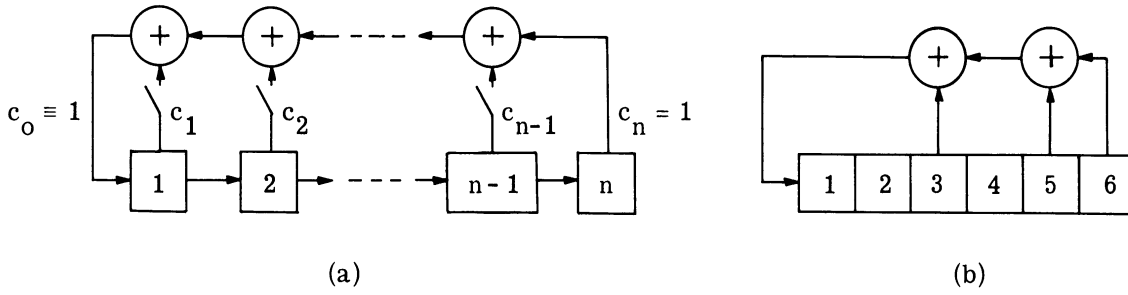 + + +
c₀ ≡ 1 c₁ c₂ cₙ₋₁ cₙ = 1
1 2 n-1 n
(a)
+ +
1 2 3 4 5 6
(b)